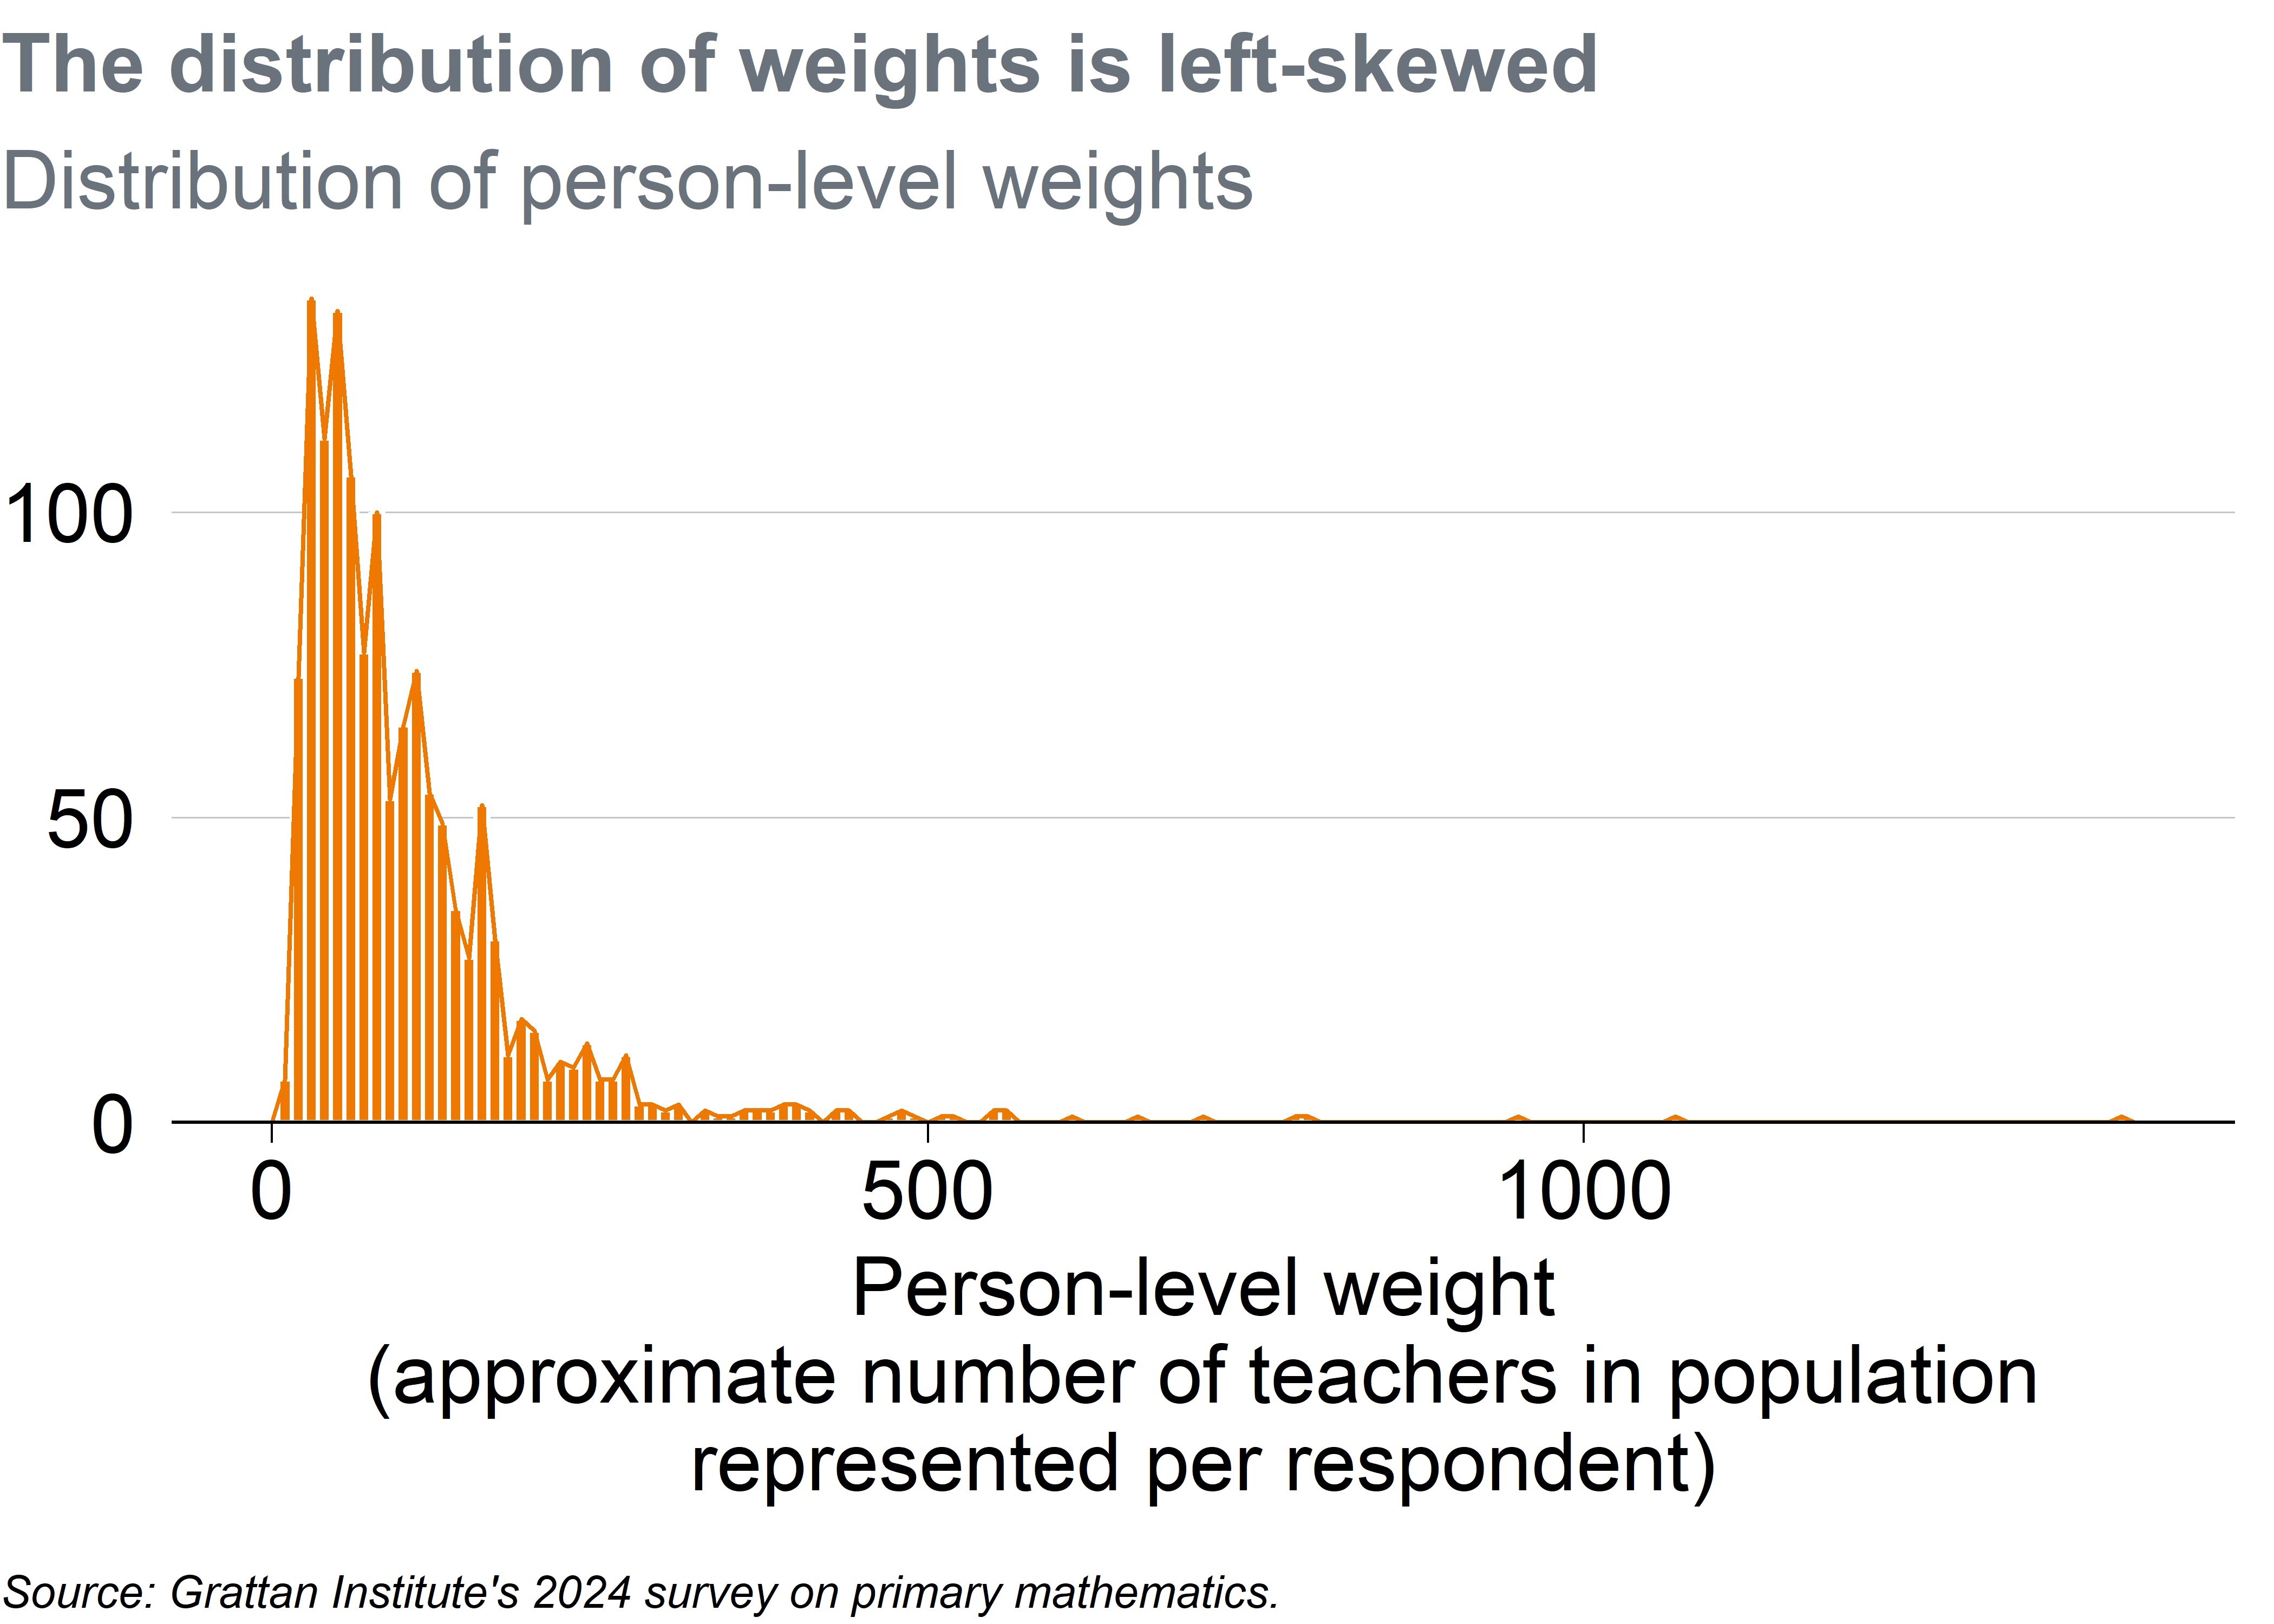 The distribution of weights is left-skewed
Distribution of person-level weights
100
50
0
0 500 1000
Person-level weight
(approximate number of teachers in population
represented per respondent)
Source: Grattan Institute's 2024 survey on primary mathematics.